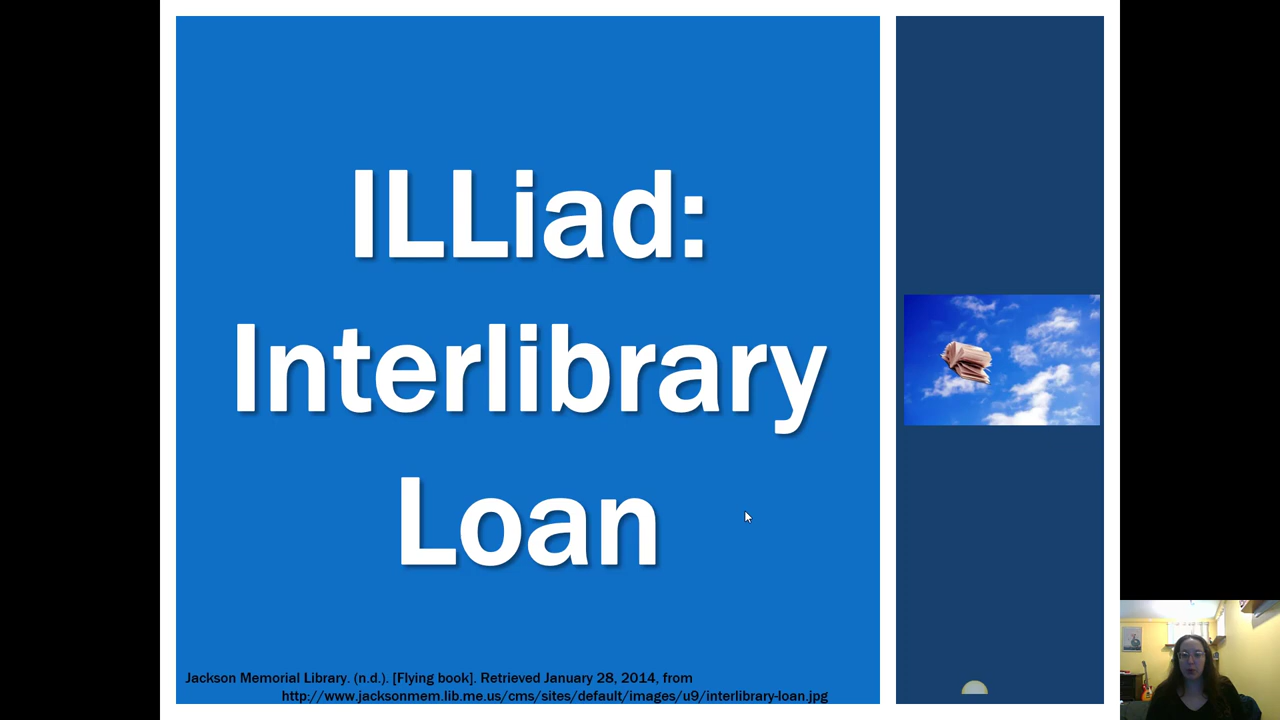 ILLiad:
Interlibrary
Loan
Jackson Memorial Library. (n.d.). [Flying book]. Retrieved January 28, 2014, from
http://www.jacksonmem.lib.me.us/cms/sites/default/images/u9/interlibrary-loan.jpg